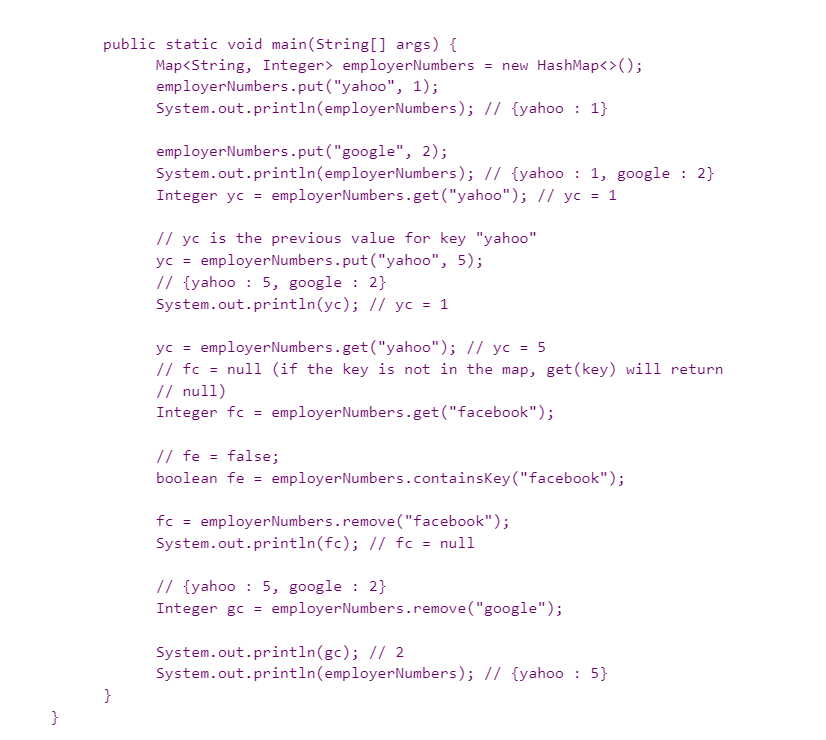 public static void main(String[] args) {
Map<String, Integer> employerNumbers = new HashMap<>();
employerNumbers.put("yahoo", 1);
System.out.println(employerNumbers); // {yahoo : 1}
employerNumbers.put("google", 2);
System.out.println(employerNumbers); // {yahoo : 1, google : 2}
Integer yc = employerNumbers.get("yahoo"); // yc = 1
// yc is the previous value for key "yahoo"
yc = employerNumbers.put("yahoo", 5);
// {yahoo : 5, google : 2}
System.out.println(yc); // yc = 1
yc = employerNumbers.get("yahoo"); // yc = 5
// fc = null (if the key is not in the map, get(key) will return
// null)
Integer fc = employerNumbers.get("facebook");
// fe = false;
boolean fe = employerNumbers.containsKey("facebook");
fc = employerNumbers.remove("facebook");
System.out.println(fc); // fc = null
// {yahoo : 5, google : 2}
Integer gc = employerNumbers.remove("google");
System.out.println(gc); // 2
System.out.println(employerNumbers); // {yahoo : 5}
}
}